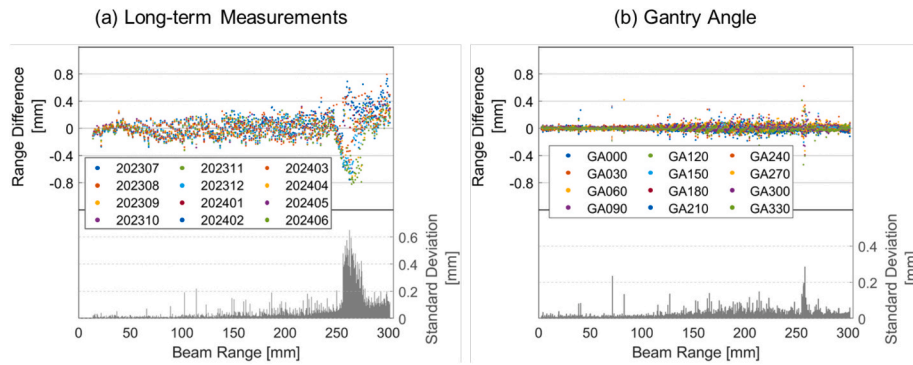 (a) Long-term Measurements
(b) Gantry Angle
Range Difference
[mm]
0.8
0.4
0
-0.4
-0.8
202307 202311 202403
202308 202312 202404
202309 202401 202405
202310 202402 202406
0.6
0.4
0.2
0
Standard Deviation
[mm]
0 50 100 150 200 250 300
Beam Range [mm]
Range Difference
[mm]
0.8
0.4
0
-0.4
-0.8
GA000 GA120 GA240
GA030 GA150 GA270
GA060 GA180 GA300
GA090 GA210 GA330
0.4
0.2
0
Standard Deviation
[mm]
0 50 100 150 200 250 300
Beam Range [mm]